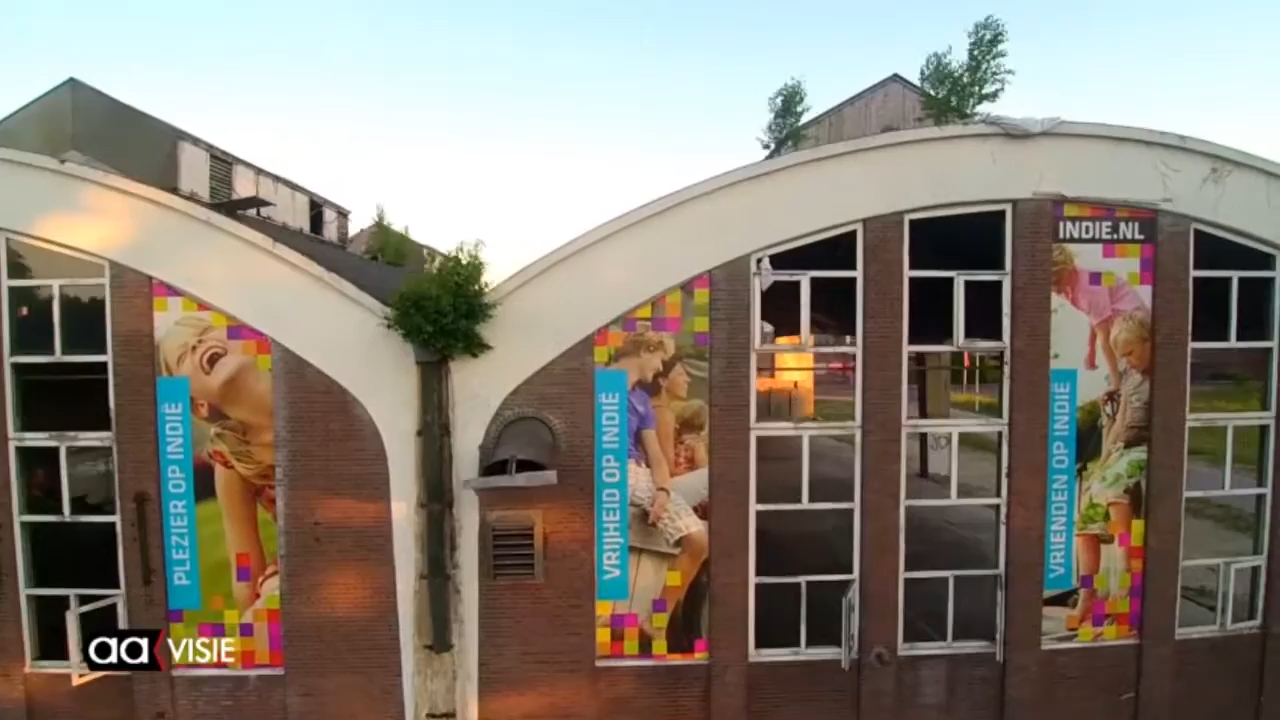 INDIE.NL
PLEZIER OP INDIË
VRIJHEID OP INDIË
VRIENDEN OP INDIË
aa VISIE